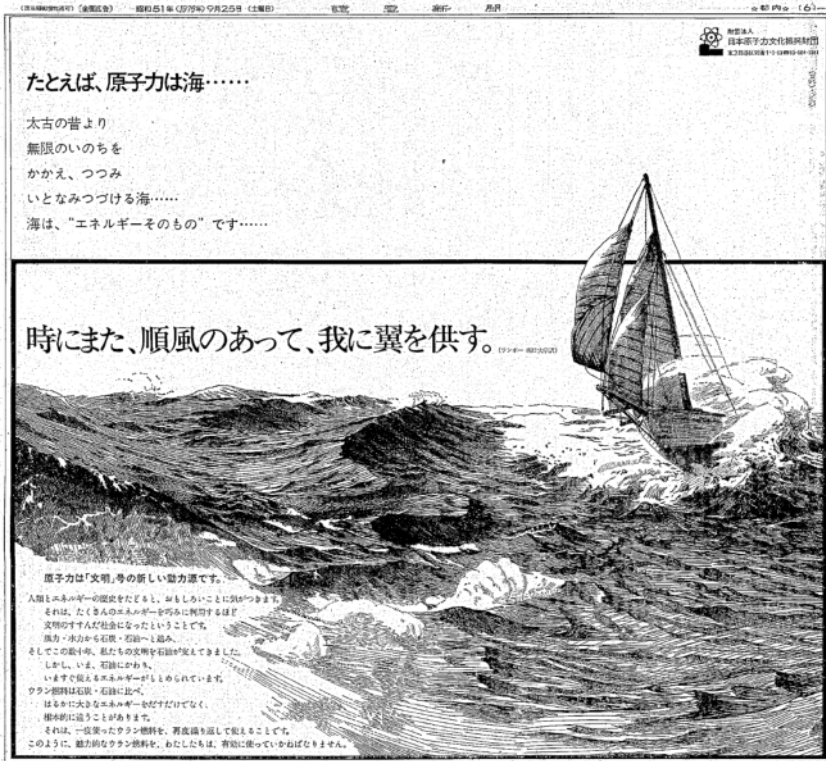 (全面広告) 昭和51年(1976年)9月25日 (土曜日) 読 売 新 聞
財団法人
日本原子力文化振興財団
たとえば、原子力は海……
太古の昔より
無限のいのちを
かかえ、つつみ
いとなみつづける海……
海は、“エネルギーそのもの” です……
時にまた、順風のあって、我に翼を供す。
原子力は「文明」号の新しい動力源です。
人類とエネルギーの歴史をたどると、おもしろいことに気がつきます。
それは、たくさんのエネルギーを巧みに利用するほど
文明のすすんだ社会になったということです。
風力・水力から石炭・石油へと進み、
そしてこの数十年、私たちの文明を石油が支えてきました。
しかし、いま、石油にかわり、
いますぐ使えるエネルギーがもとめられています。
ウラン燃料は石炭・石油に比べ、
はるかに大きなエネルギーをだすだけでなく、
根本的に違うことがあります。
それは、一度使ったウラン燃料を、再度繰り返して使えることです。
このように、魅力的なウラン燃料を、わたしたちは、有効に使っていかねばなりません。